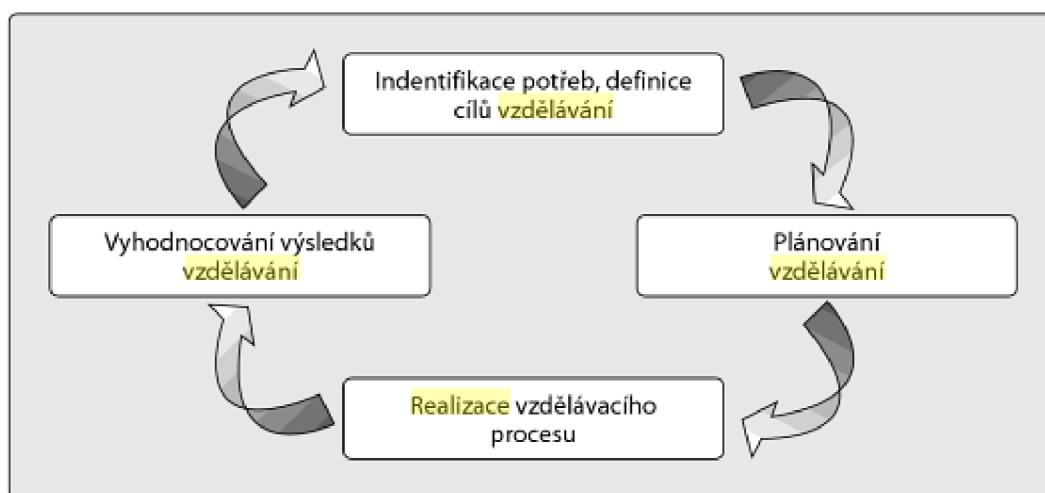 Indentifikace potřeb, definice
cílů vzdělávání
Vyhodnocování výsledků
vzdělávání
Plánování
vzdělávání
Realizace vzdělávacího
procesu